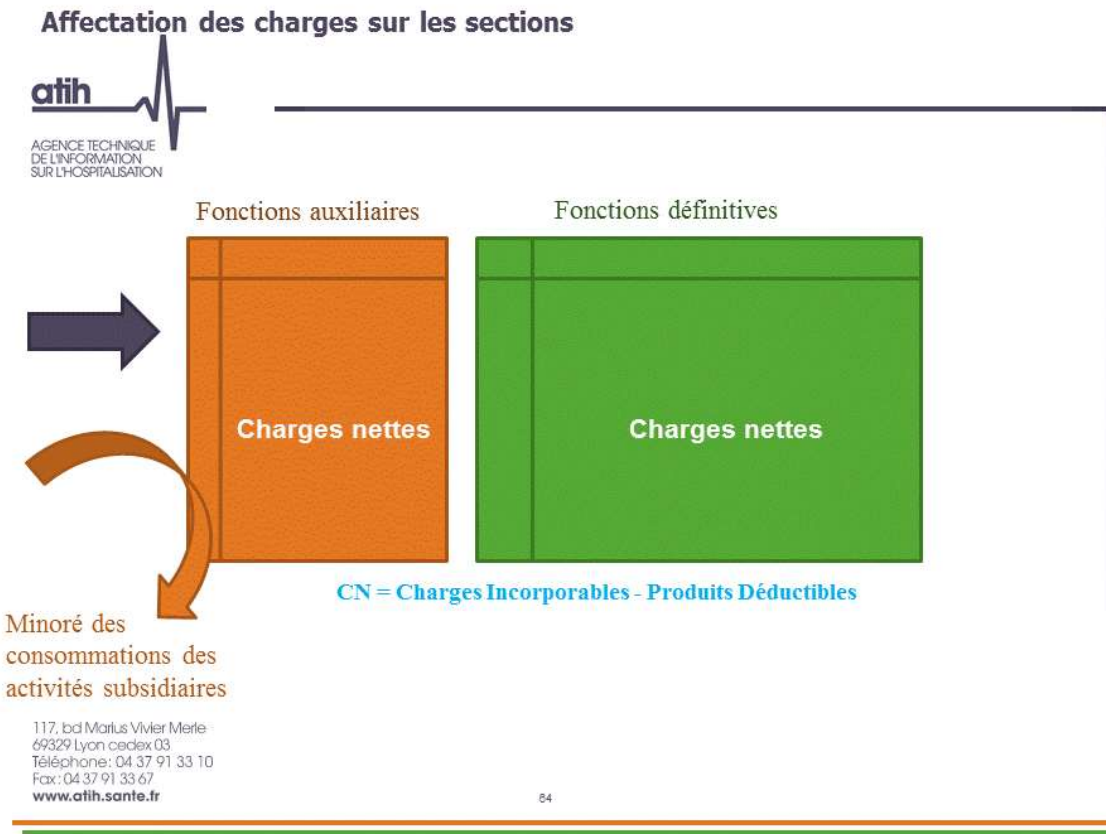 Affectation des charges sur les sections
atih
AGENCE TECHNIQUE
DE L'INFORMATION
SUR L'HOSPITALISATION
Fonctions auxiliaires
Fonctions définitives
Charges nettes
Charges nettes
CN = Charges Incorporables - Produits Déductibles
Minoré des
consommations des
activités subsidiaires
117, bd Marius Vivier Merle
69329 Lyon cedex 03
Téléphone : 04 37 91 33 10
Fax : 04 37 91 33 67
www.atih.sante.fr
84